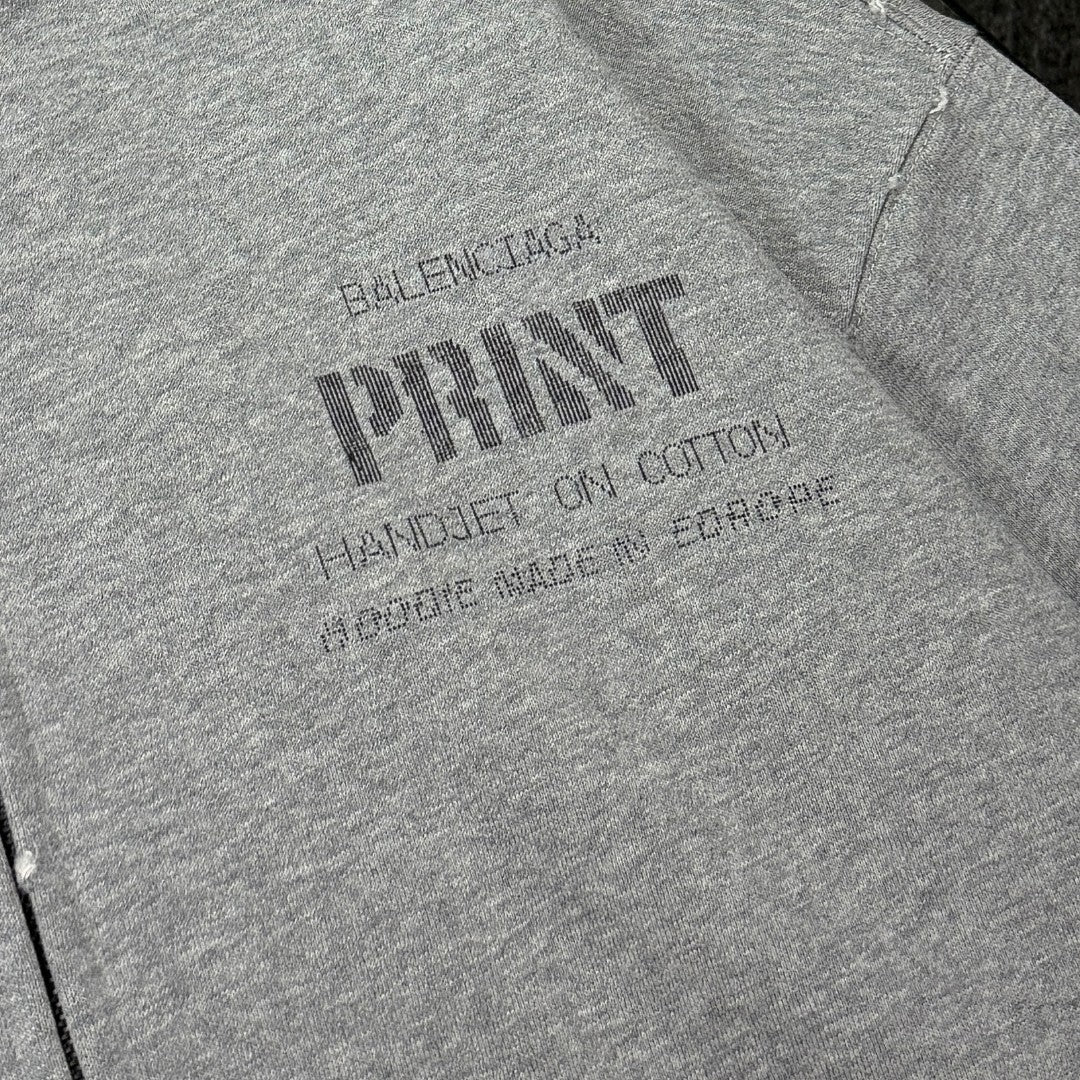 BALENCIAGA
PRINT
HANDJET ON COTTON
HOODIE MADE IN EUROPE